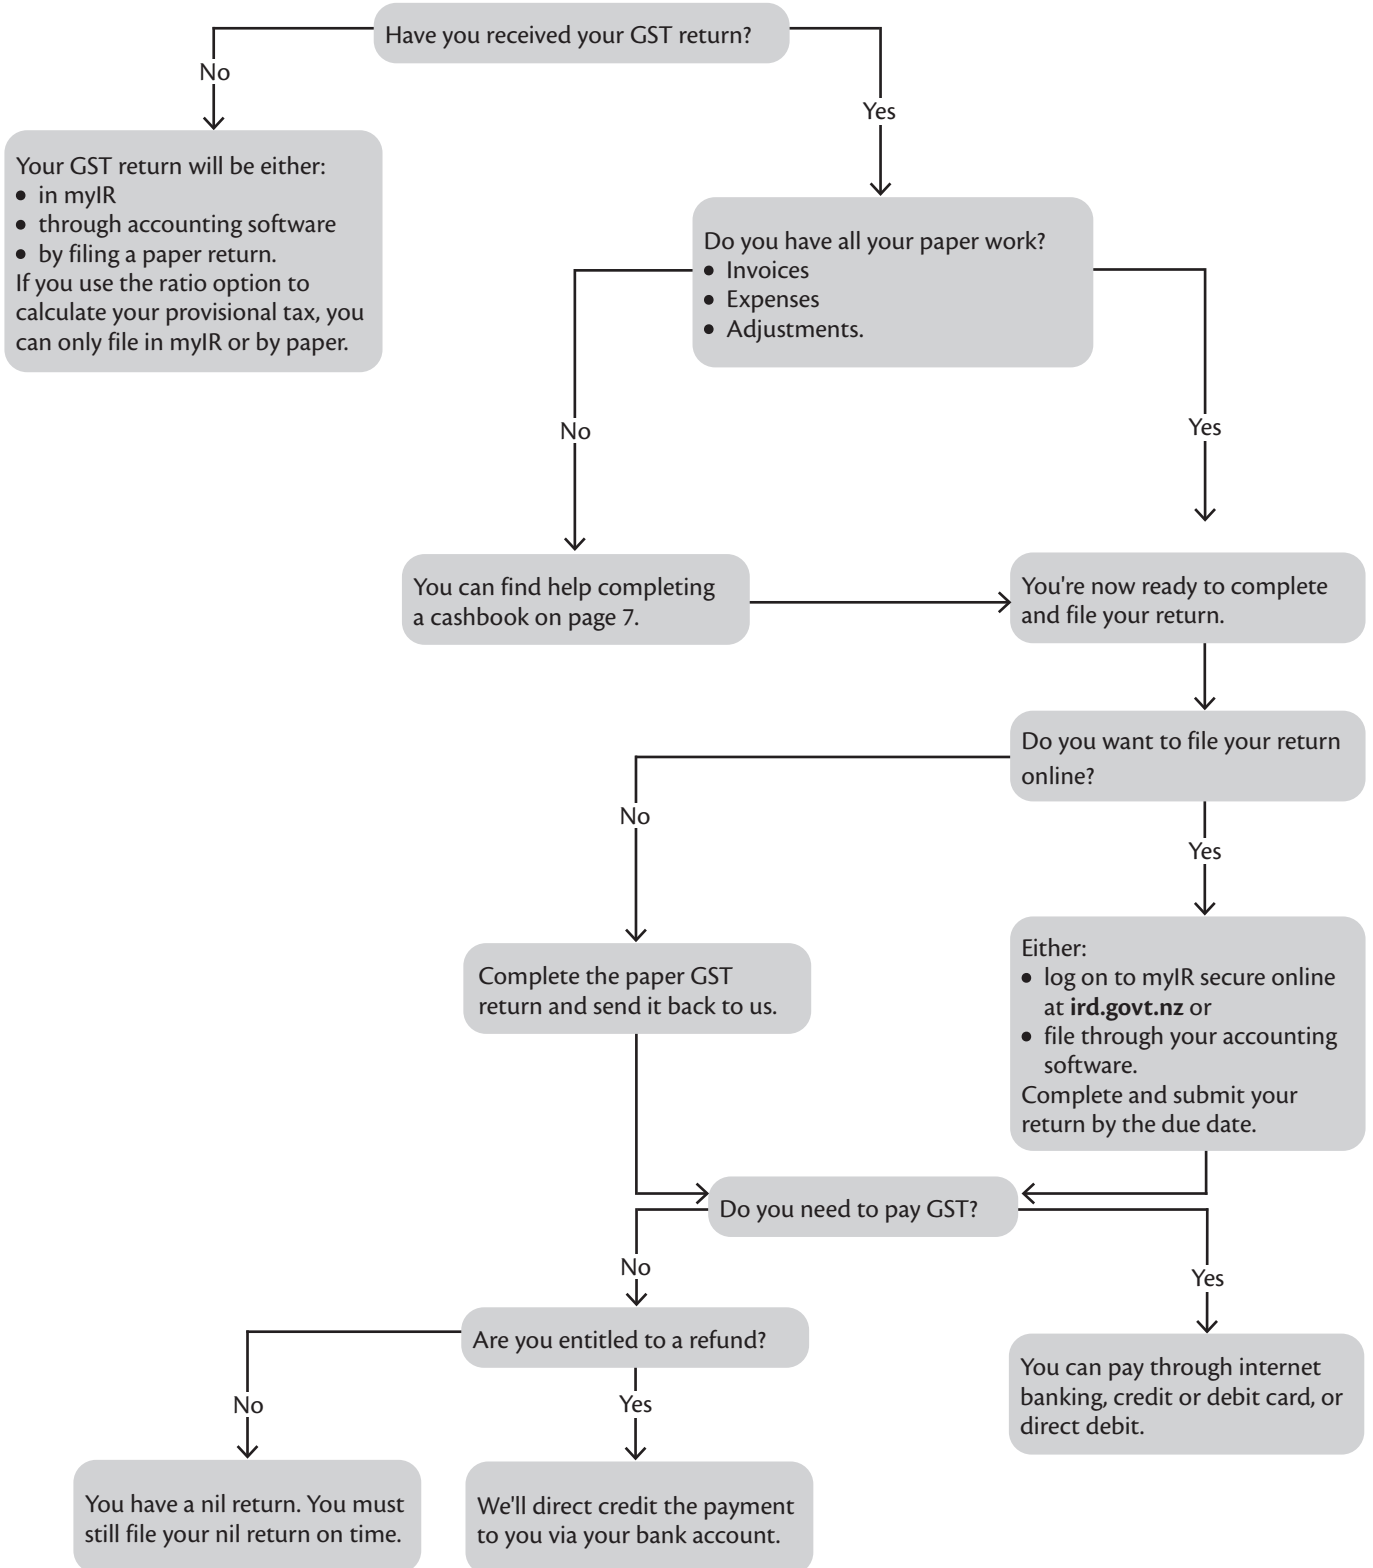 Have you received your GST return?
No
Yes
Your GST return will be either:
• in myIR
• through accounting software
• by filing a paper return.
If you use the ratio option to
calculate your provisional tax, you
can only file in myIR or by paper.
Do you have all your paper work?
• Invoices
• Expenses
• Adjustments.
No
Yes
You can find help completing
a cashbook on page 7.
You're now ready to complete
and file your return.
Do you want to file your return
online?
No
Yes
Complete the paper GST
return and send it back to us.
Either:
• log on to myIR secure online
at ird.govt.nz or
• file through your accounting
software.
Complete and submit your
return by the due date.
Do you need to pay GST?
No
Yes
Are you entitled to a refund?
You can pay through internet
banking, credit or debit card, or
direct debit.
No
Yes
You have a nil return. You must
still file your nil return on time.
We'll direct credit the payment
to you via your bank account.